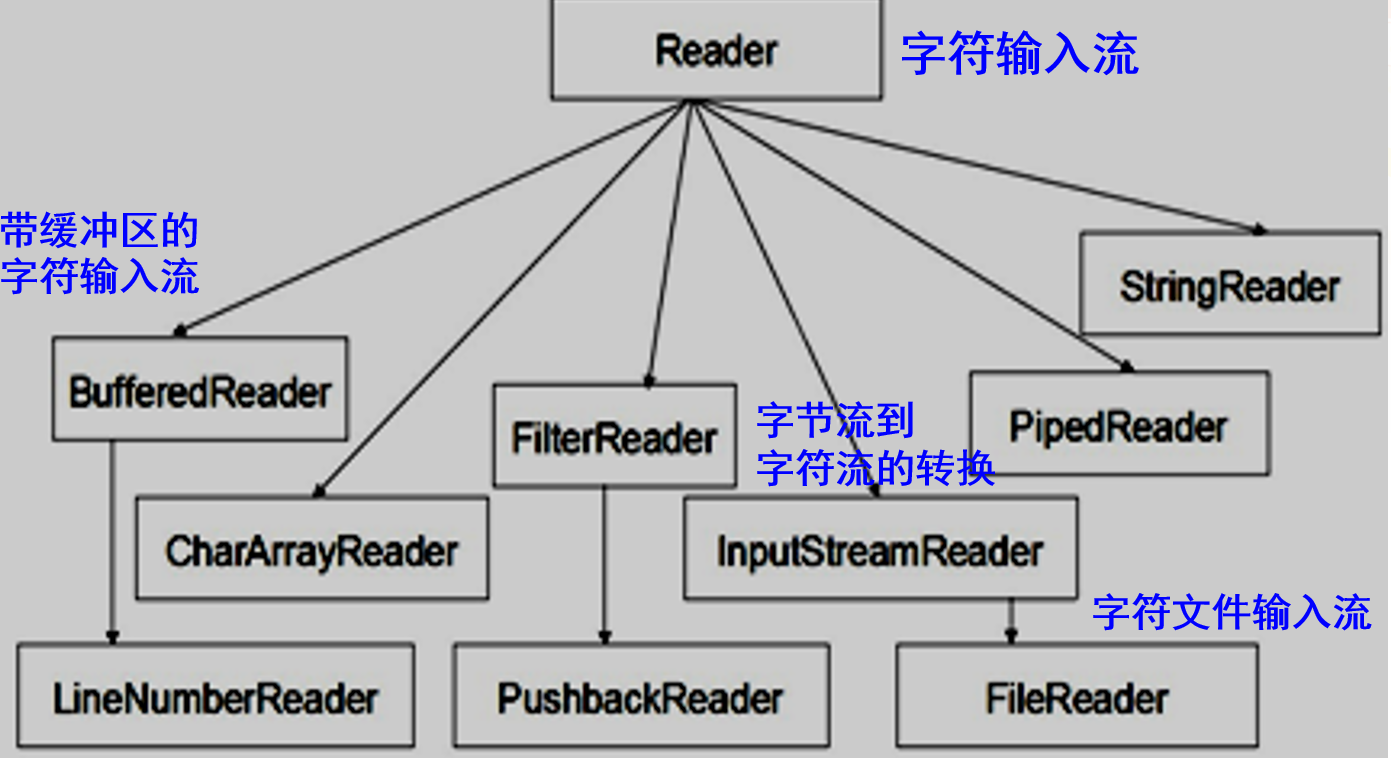 Reader
字符输入流
带缓冲区的
字符输入流
StringReader
BufferedReader
FilterReader
字节流到
字符流的转换
PipedReader
CharArrayReader
InputStreamReader
字符文件输入流
LineNumberReader
PushbackReader
FileReader